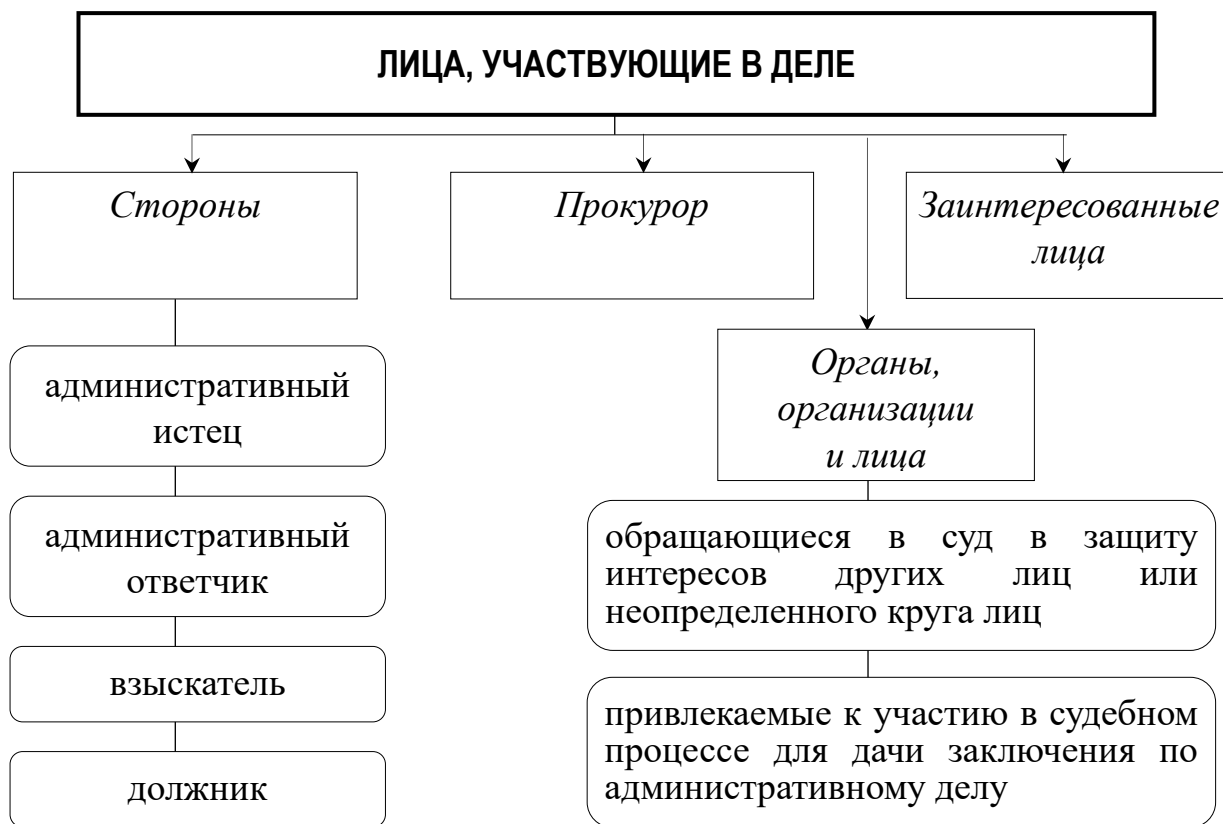 ЛИЦА, УЧАСТВУЮЩИЕ В ДЕЛЕ
Стороны
Прокурор
Заинтересованные
лица
административный
истец
административный
ответчик
взыскатель
должник
Органы,
организации
и лица
обращающиеся в суд в защиту
интересов других лиц или
неопределенного круга лиц
привлекаемые к участию в судебном
процессе для дачи заключения по
административному делу